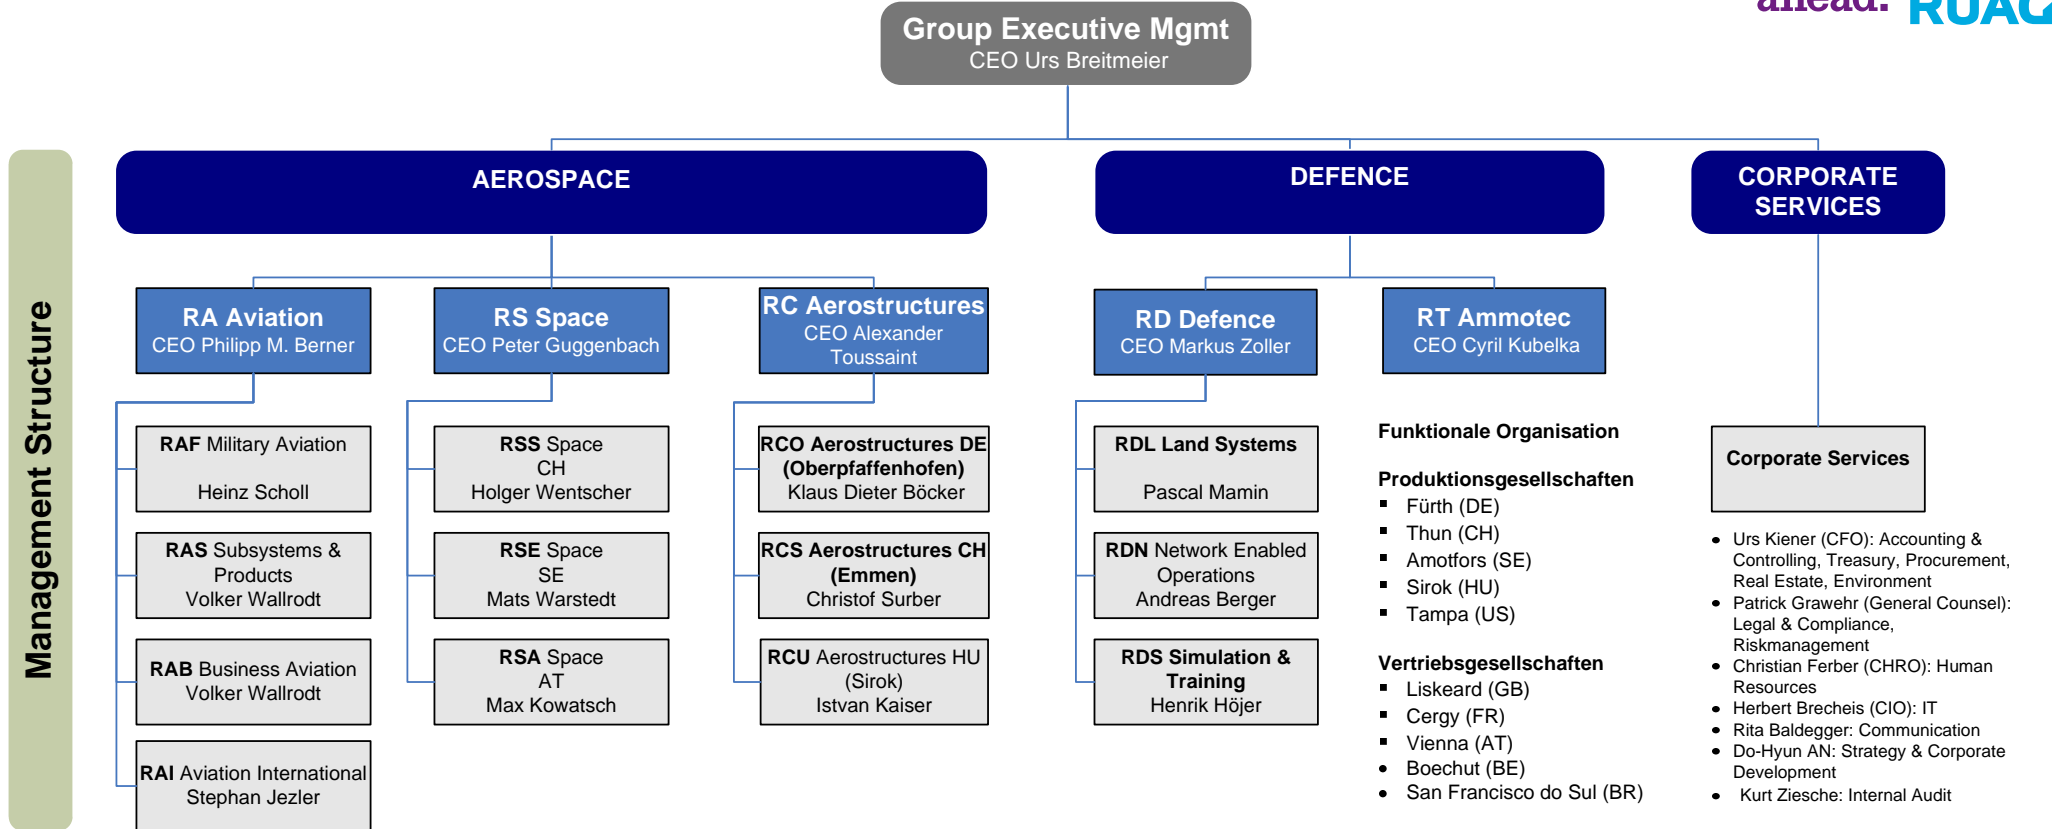 ahead.
RUAG
Group Executive Mgmt
CEO Urs Breitmeier
Management Structure
AEROSPACE
DEFENCE
CORPORATE
SERVICES
RA Aviation
CEO Philipp M. Berner
RS Space
CEO Peter Guggenbach
RC Aerostructures
CEO Alexander
Toussaint
RD Defence
CEO Markus Zoller
RT Ammotec
CEO Cyril Kubelka
RAF Military Aviation
Heinz Scholl
RAS Subsystems &
Products
Volker Wallrodt
RAB Business Aviation
Volker Wallrodt
RAI Aviation International
Stephan Jezler
RSS Space
CH
Holger Wentscher
RSE Space
SE
Mats Warstedt
RSA Space
AT
Max Kowatsch
RCO Aerostructures DE
(Oberpfaffenhofen)
Klaus Dieter Böcker
RCS Aerostructures CH
(Emmen)
Christof Surber
RCU Aerostructures HU
(Sirok)
Istvan Kaiser
RDL Land Systems
Pascal Mamin
RDN Network Enabled
Operations
Andreas Berger
RDS Simulation &
Training
Henrik Höjer
Funktionale Organisation
Produktionsgesellschaften
▪ Fürth (DE)
▪ Thun (CH)
▪ Amotfors (SE)
▪ Sirok (HU)
▪ Tampa (US)
Vertriebsgesellschaften
▪ Liskeard (GB)
▪ Cergy (FR)
▪ Vienna (AT)
• Boechut (BE)
• San Francisco do Sul (BR)
Corporate Services
• Urs Kiener (CFO): Accounting &
Controlling, Treasury, Procurement,
Real Estate, Environment
• Patrick Grawehr (General Counsel):
Legal & Compliance,
Riskmanagement
• Christian Ferber (CHRO): Human
Resources
• Herbert Brecheis (CIO): IT
• Rita Baldegger: Communication
• Do-Hyun AN: Strategy & Corporate
Development
• Kurt Ziesche: Internal Audit